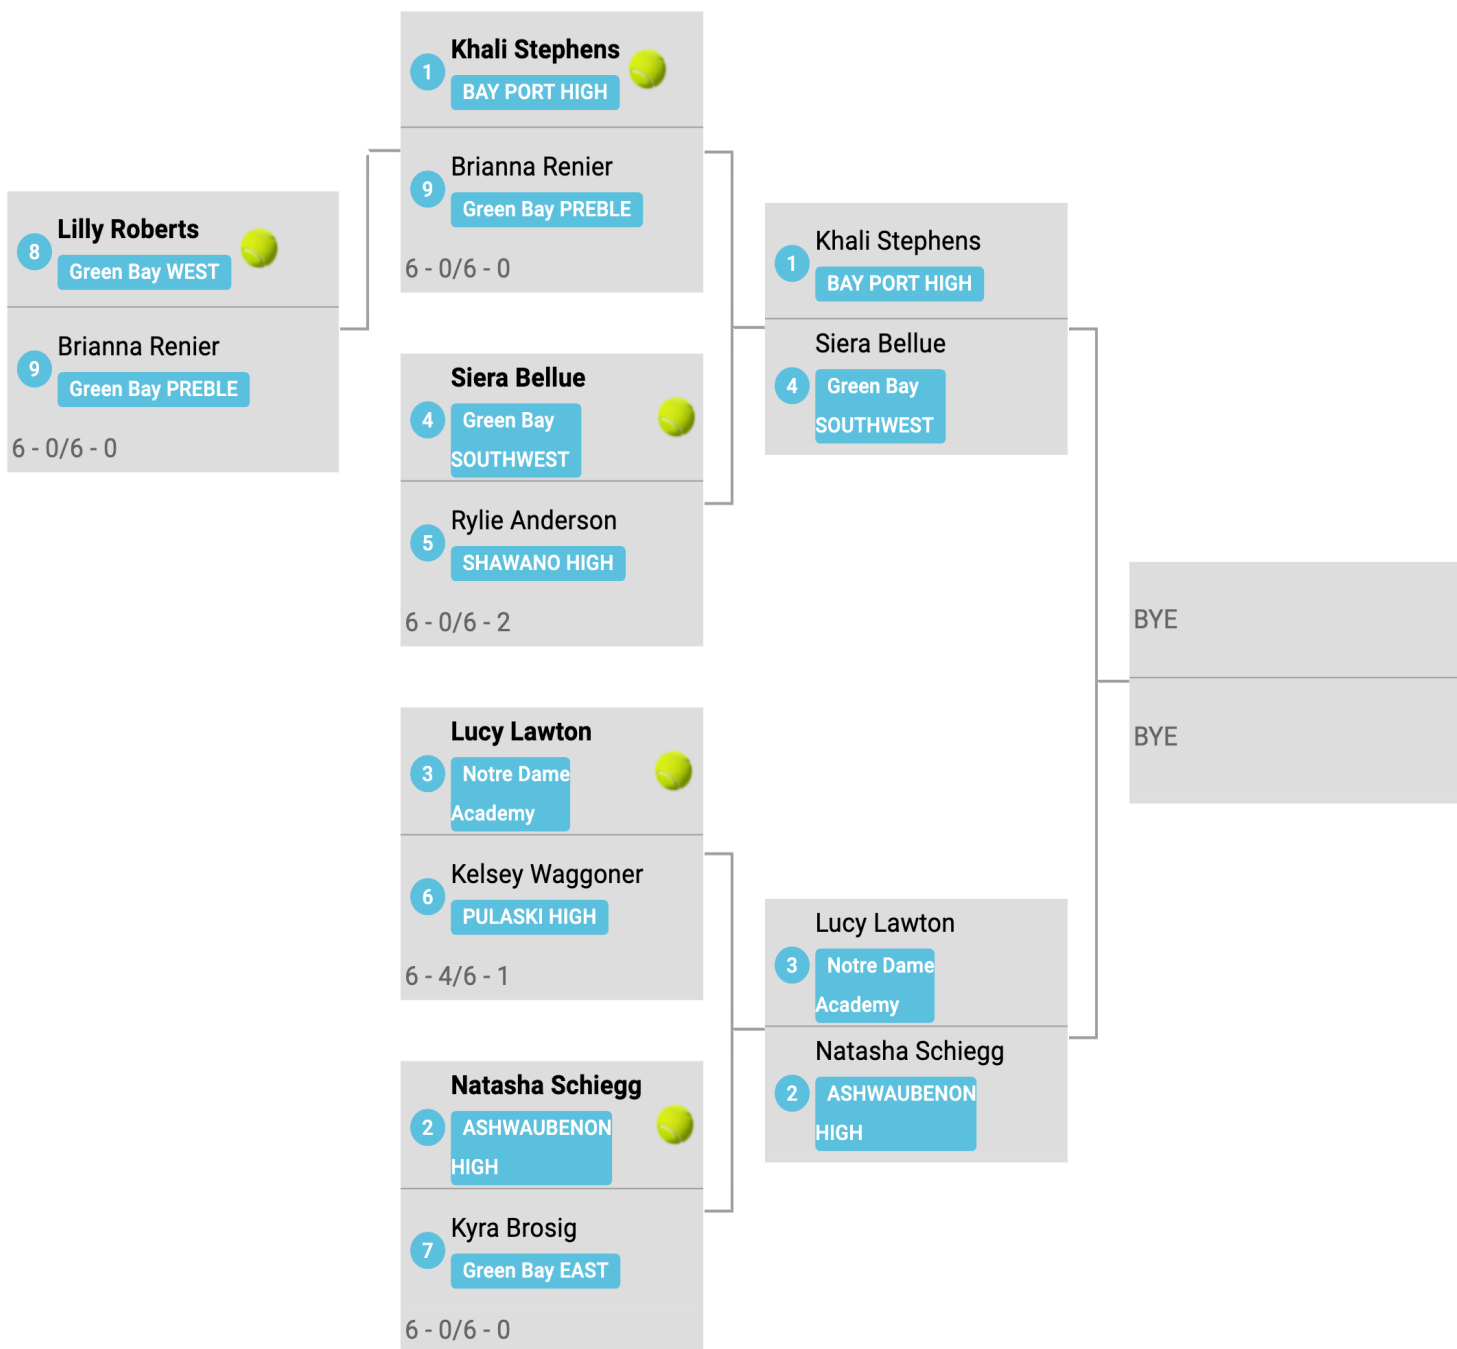 8
Lilly Roberts
Green Bay WEST
9
Brianna Renier
Green Bay PREBLE
6 - 0/6 - 0
1
Khali Stephens
BAY PORT HIGH
9
Brianna Renier
Green Bay PREBLE
6 - 0/6 - 0
4
Siera Bellue
Green Bay
SOUTHWEST
5
Rylie Anderson
SHAWANO HIGH
6 - 0/6 - 2
3
Lucy Lawton
Notre Dame
Academy
6
Kelsey Waggoner
PULASKI HIGH
6 - 4/6 - 1
2
Natasha Schiegg
ASHWAUBENON
HIGH
7
Kyra Brosig
Green Bay EAST
6 - 0/6 - 0
1
Khali Stephens
BAY PORT HIGH
4
Siera Bellue
Green Bay
SOUTHWEST
3
Lucy Lawton
Notre Dame
Academy
2
Natasha Schiegg
ASHWAUBENON
HIGH
BYE
BYE